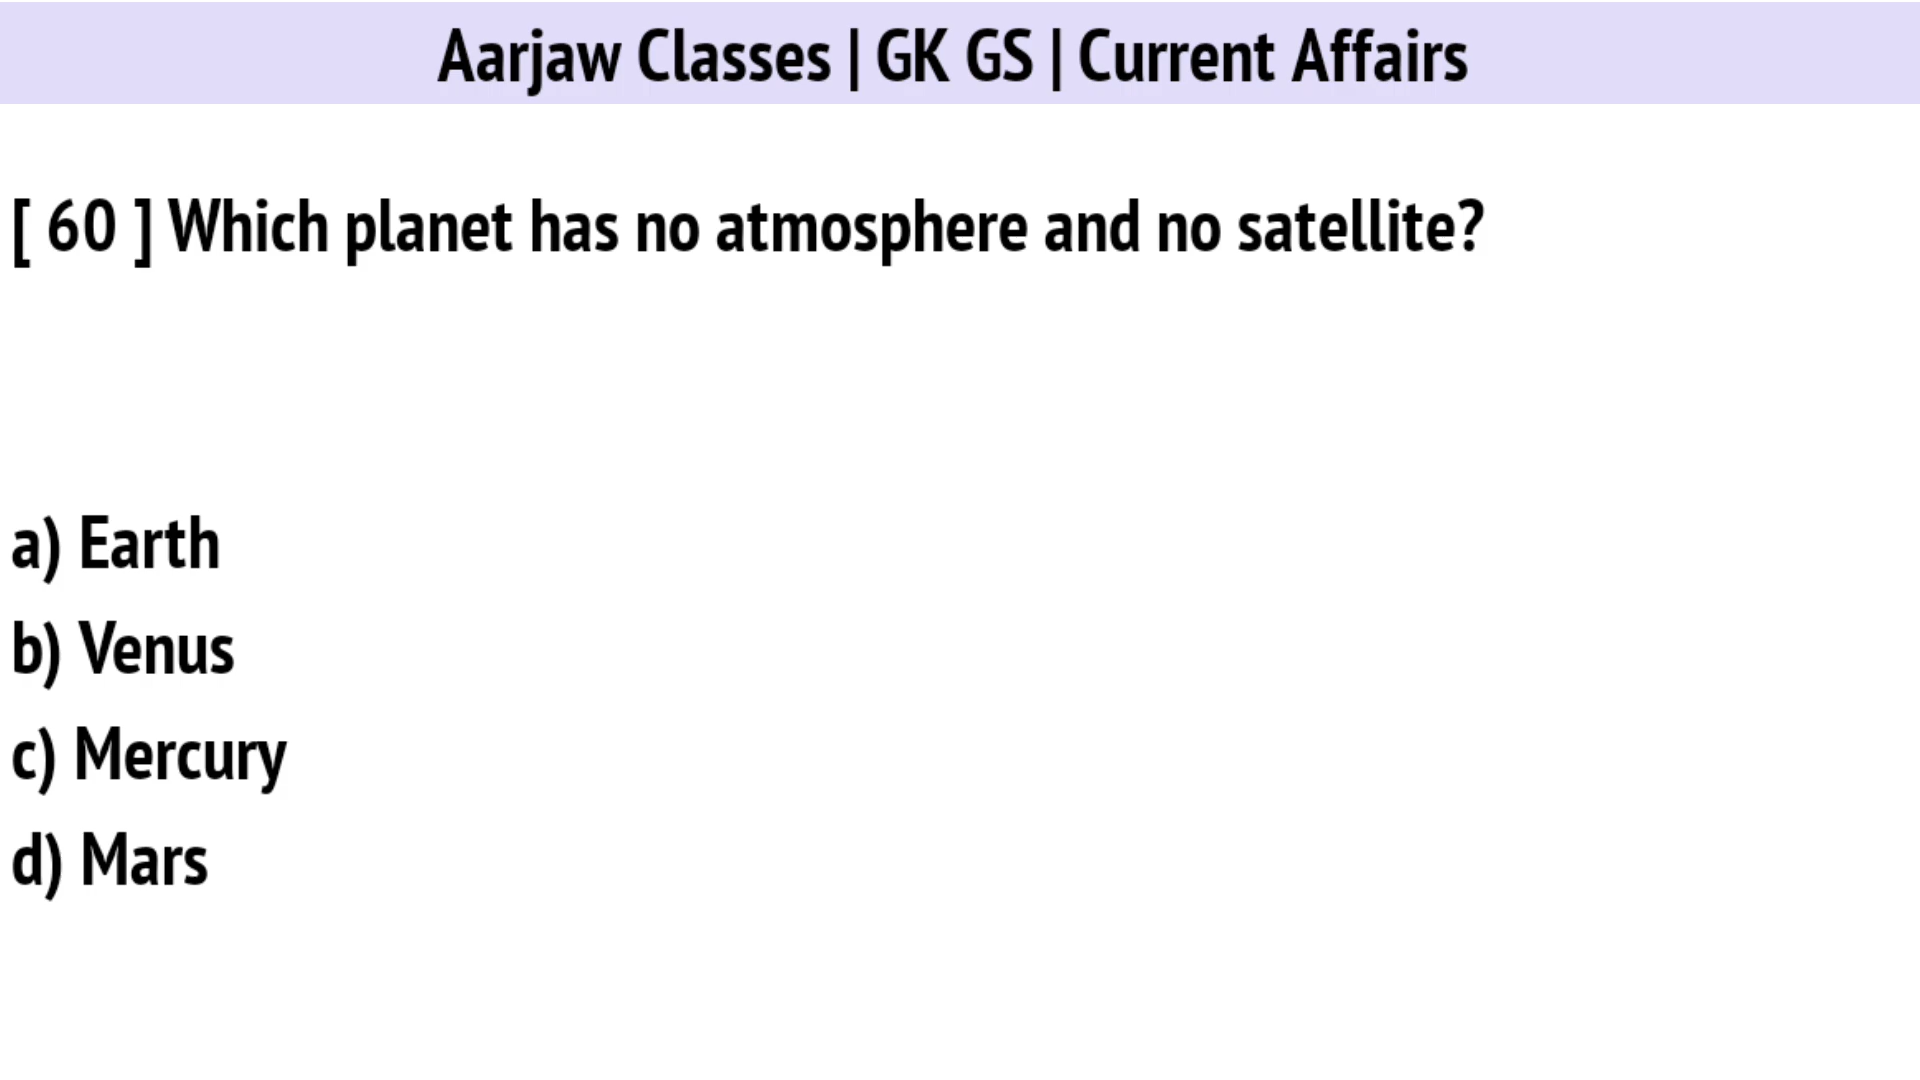 Aarjaw Classes | GK GS | Current Affairs
[ 60 ] Which planet has no atmosphere and no satellite?
a) Earth
b) Venus
c) Mercury
d) Mars